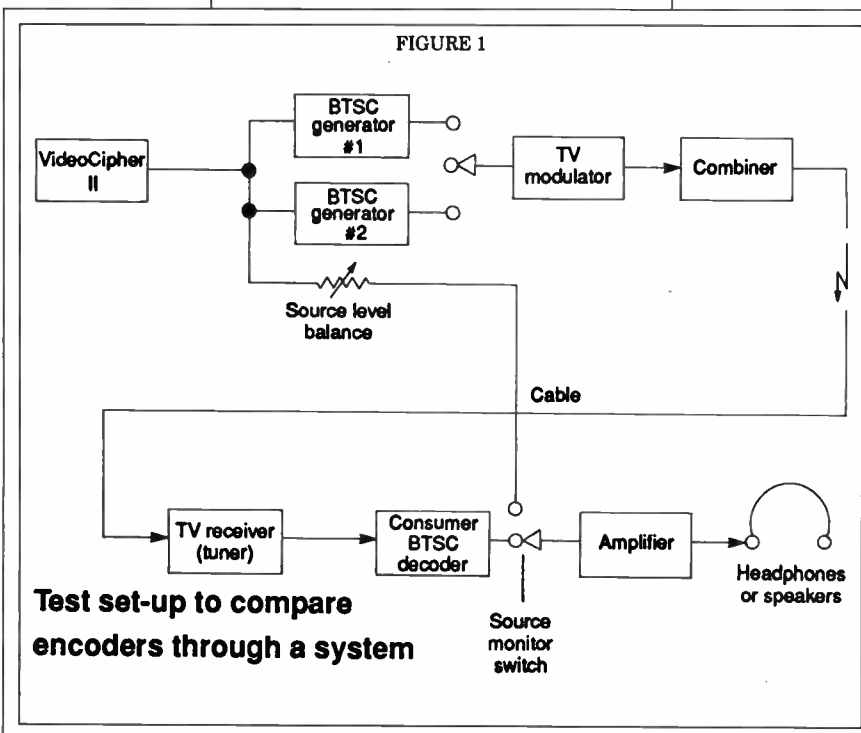 FIGURE 1
BTSC
generator
#1
VideoCipher
II
TV
modulator
Combiner
BTSC
generator
#2
Source level
balance
Cable
TV receiver
(tuner)
Consumer
BTSC
decoder
Amplifier
Headphones
or speakers
Test set-up to compare
encoders through a system
Source
monitor
switch